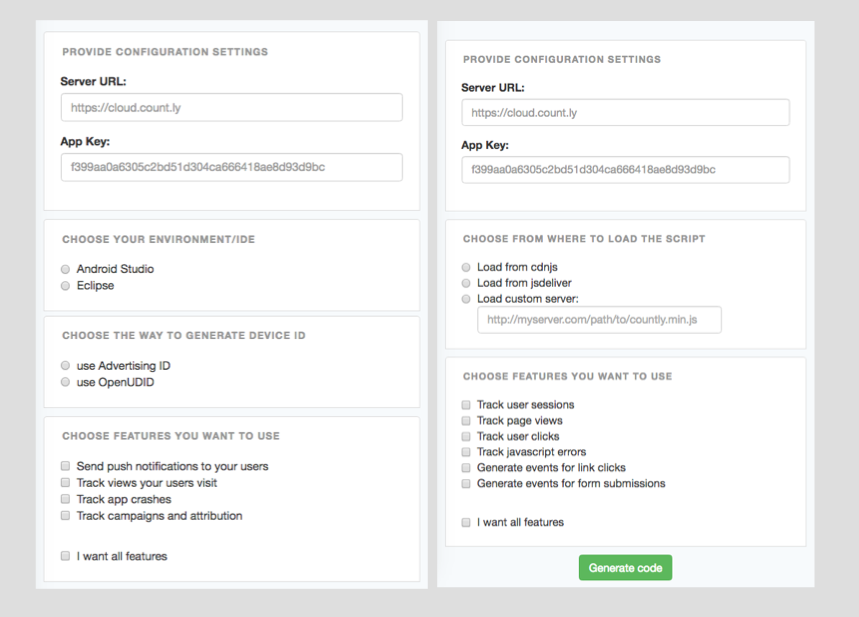 PROVIDE CONFIGURATION SETTINGS
Server URL:
https://cloud.count.ly
App Key:
f399aa0a6305c2bd51d304ca666418ae8d93d9bc
CHOOSE YOUR ENVIRONMENT/IDE
Android Studio
Eclipse
CHOOSE THE WAY TO GENERATE DEVICE ID
use Advertising ID
use OpenUDID
CHOOSE FEATURES YOU WANT TO USE
Send push notifications to your users
Track views your users visit
Track app crashes
Track campaigns and attribution
I want all features
PROVIDE CONFIGURATION SETTINGS
Server URL:
https://cloud.count.ly
App Key:
f399aa0a6305c2bd51d304ca666418ae8d93d9bc
CHOOSE FROM WHERE TO LOAD THE SCRIPT
Load from cdnjs
Load from jsdeliver
Load custom server:
http://myserver.com/path/to/countly.min.js
CHOOSE FEATURES YOU WANT TO USE
Track user sessions
Track page views
Track user clicks
Track javascript errors
Generate events for link clicks
Generate events for form submissions
I want all features
Generate code